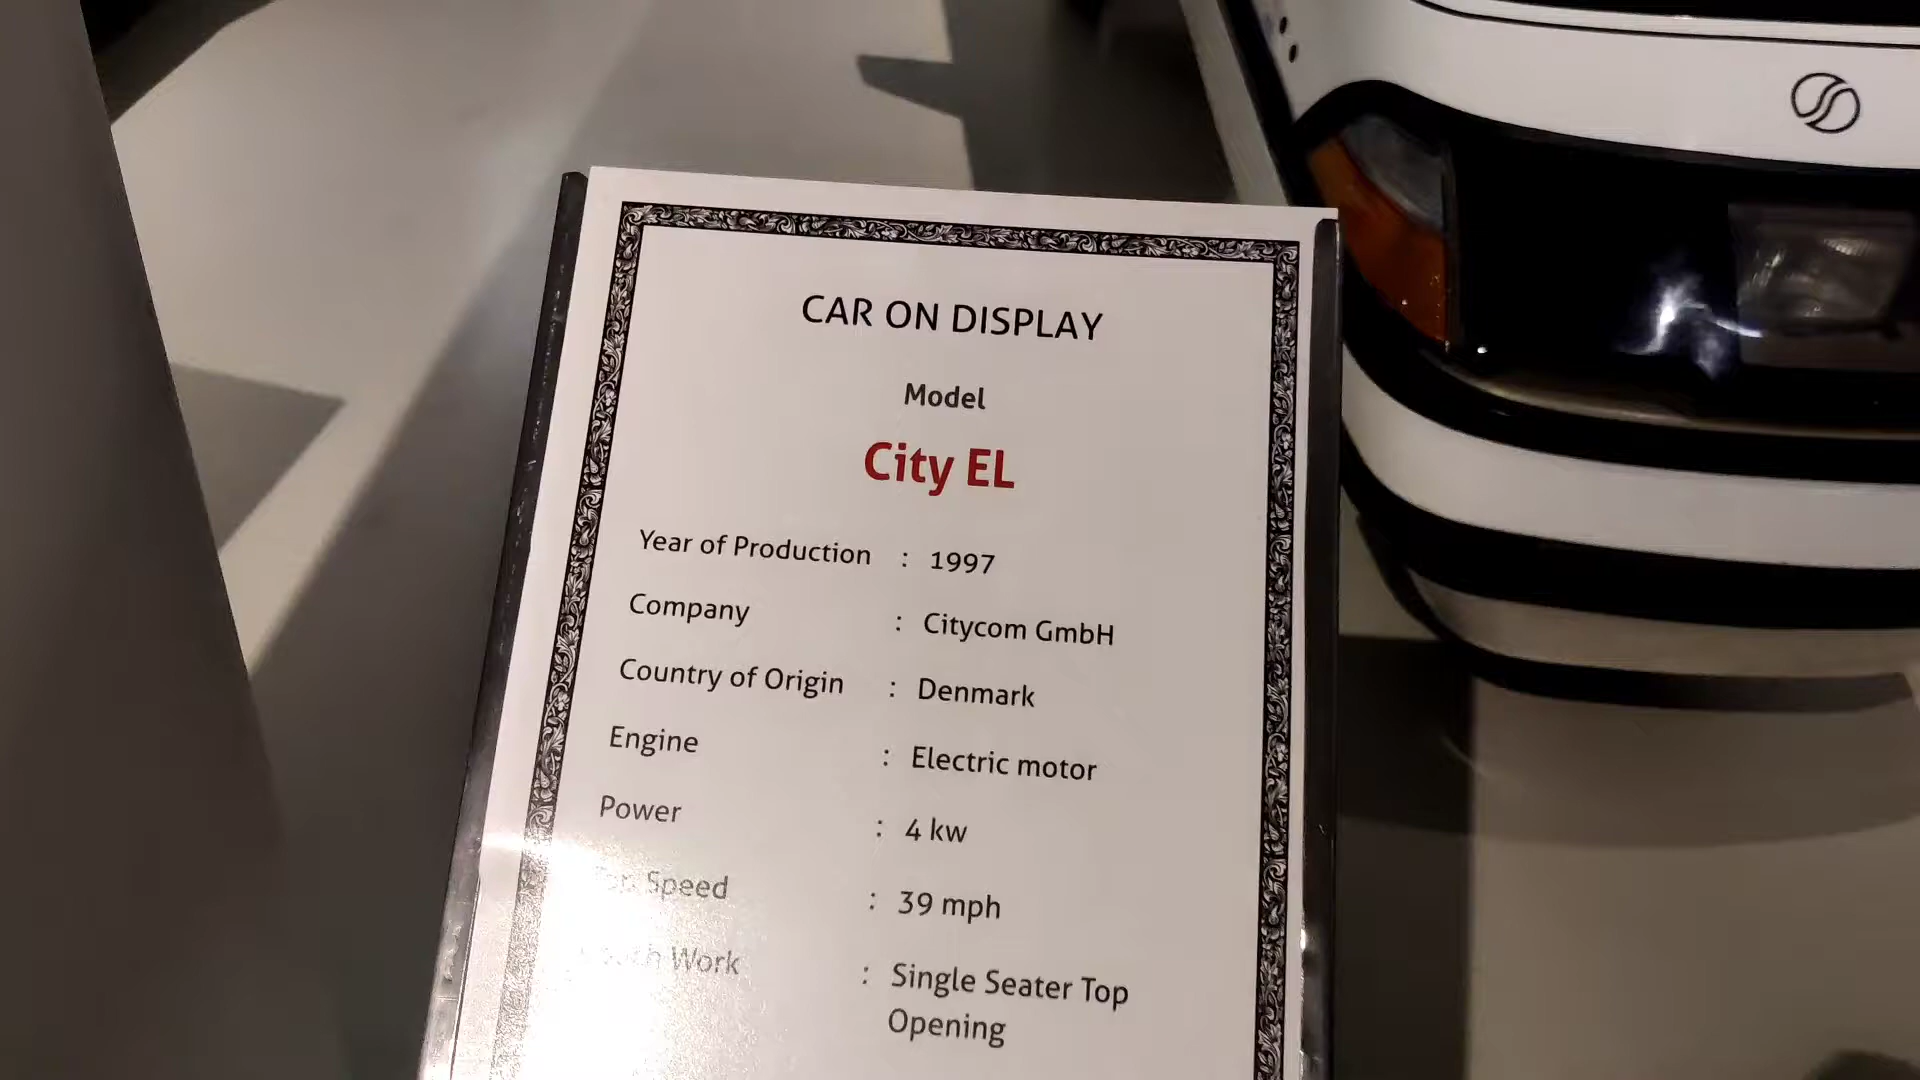 CAR ON DISPLAY
Model
City EL
Year of Production : 1997
Company : Citycom GmbH
Country of Origin : Denmark
Engine : Electric motor
Power : 4 kw
Speed : 39 mph
Work : Single Seater Top
Opening